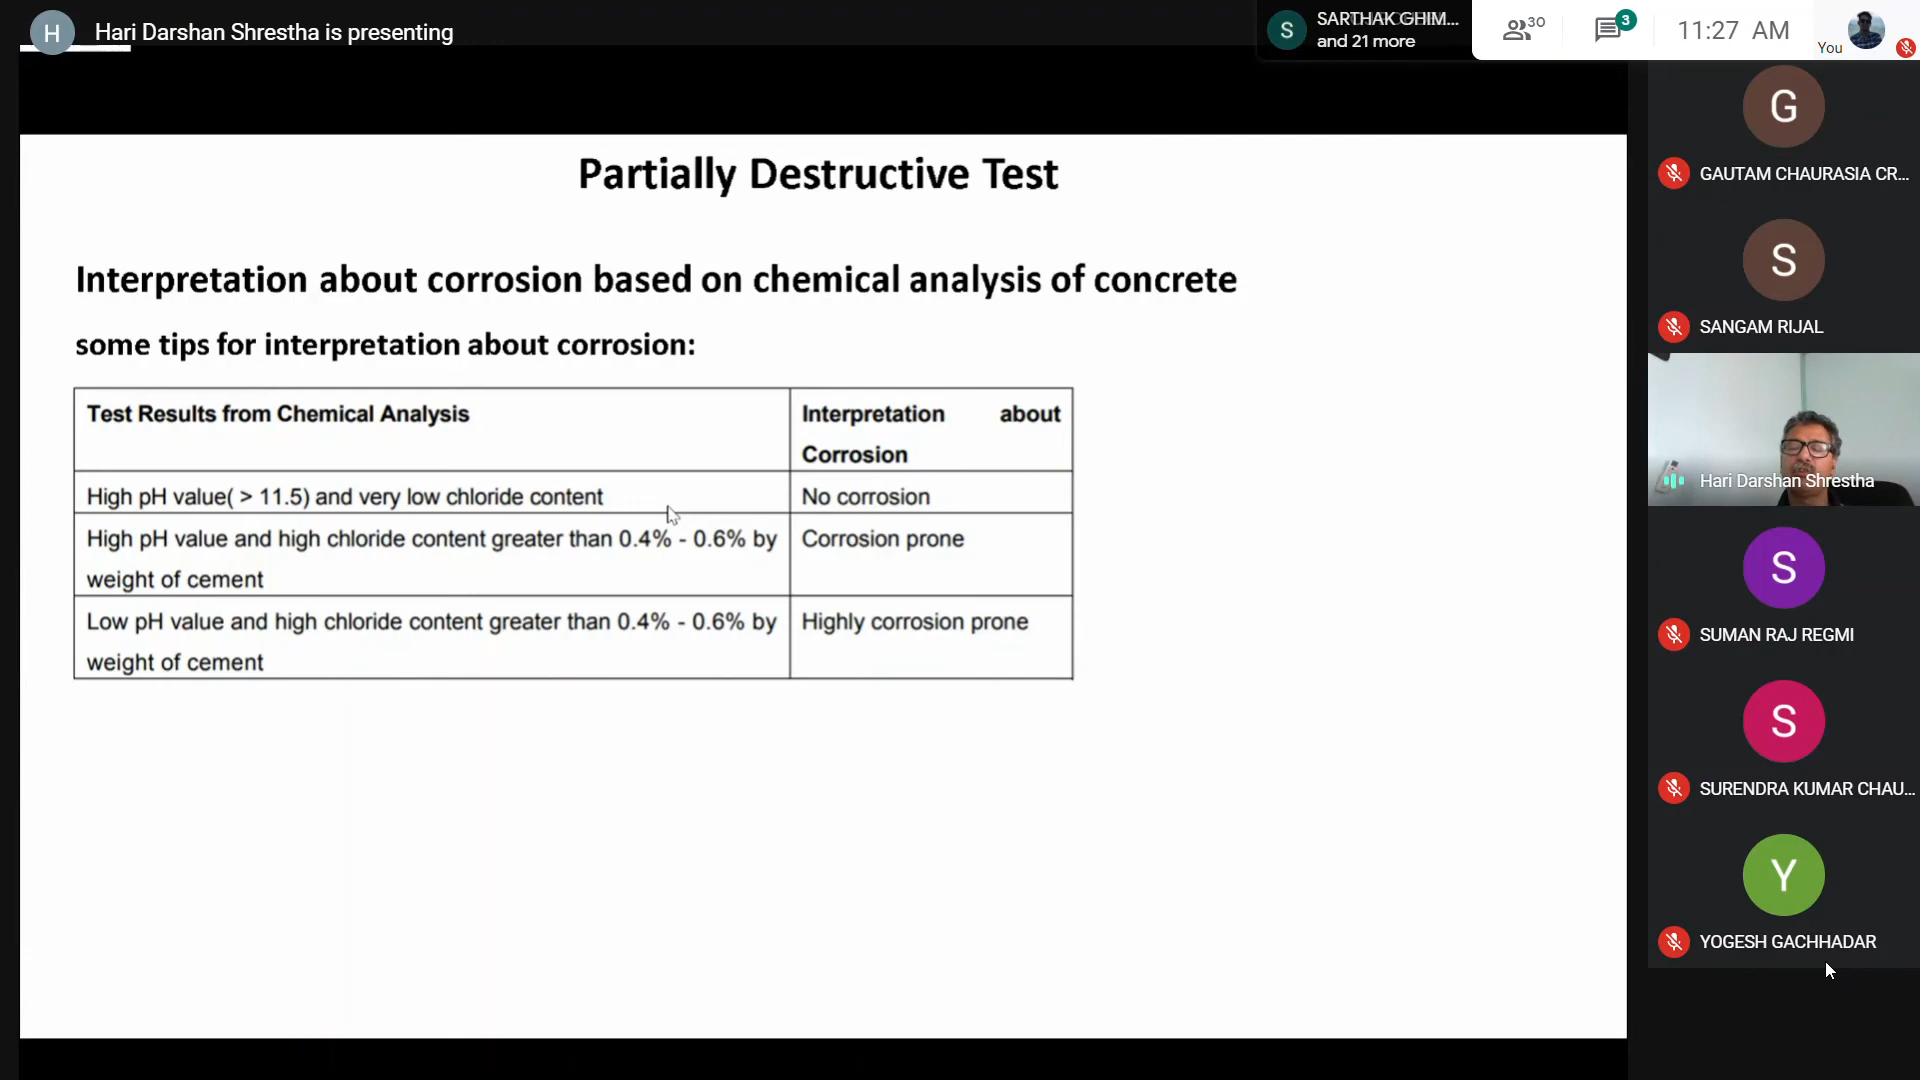 H
Hari Darshan Shrestha is presenting
S
SARTHAK GHIM...
and 21 more
30
3
11:27 AM
You
Partially Destructive Test
Interpretation about corrosion based on chemical analysis of concrete
some tips for interpretation about corrosion:
Test Results from Chemical Analysis
Interpretation about
Corrosion
High pH value( > 11.5) and very low chloride content
No corrosion
High pH value and high chloride content greater than 0.4% - 0.6% by
weight of cement
Corrosion prone
Low pH value and high chloride content greater than 0.4% - 0.6% by
weight of cement
Highly corrosion prone
G
GAUTAM CHAURASIA CR...
S
SANGAM RIJAL
Hari Darshan Shrestha
S
SUMAN RAJ REGMI
S
SURENDRA KUMAR CHAU...
Y
YOGESH GACHHADAR